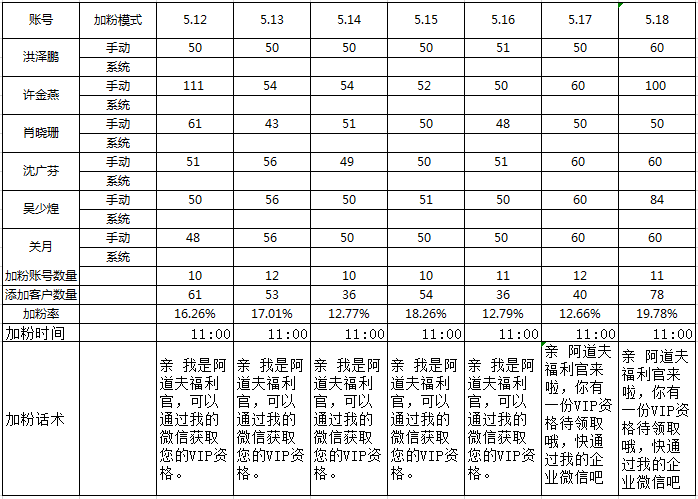 账号 加粉模式 5.12 5.13 5.14 5.15 5.16 5.17 5.18
洪泽鹏 手动 50 50 50 50 51 50 60
系统
许金燕 手动 111 54 54 52 50 60 100
系统
肖晓珊 手动 61 43 51 50 48 50 50
系统
沈广芬 手动 51 56 49 50 51 60 60
系统
吴少煌 手动 50 56 50 51 50 60 84
系统
关月 手动 48 56 50 50 50 60 60
系统
加粉账号数量 10 12 10 10 11 12 11
添加客户数量 61 53 36 54 36 40 78
加粉率 16.26% 17.01% 12.77% 18.26% 12.79% 12.66% 19.78%
加粉时间 11:00 11:00 11:00 11:00 11:00 11:00 11:00
加粉话术
亲 我是阿
道夫福利
官，可以
通过我的
微信获取
您的VIP资
格。
亲 我是阿
道夫福利
官，可以
通过我的
微信获取
您的VIP资
格。
亲 我是阿
道夫福利
官，可以
通过我的
微信获取
您的VIP资
格。
亲 我是阿
道夫福利
官，可以
通过我的
微信获取
您的VIP资
格。
亲 我是阿
道夫福利
官，可以
通过我的
微信获取
您的VIP资
格。
亲 阿道夫
福利官来
啦，你有
一份VIP资
格待领取
哦，快通
过我的企
业微信吧
亲 阿道夫
福利官来
啦，你有
一份VIP资
格待领取
哦，快通
过我的企
业微信吧